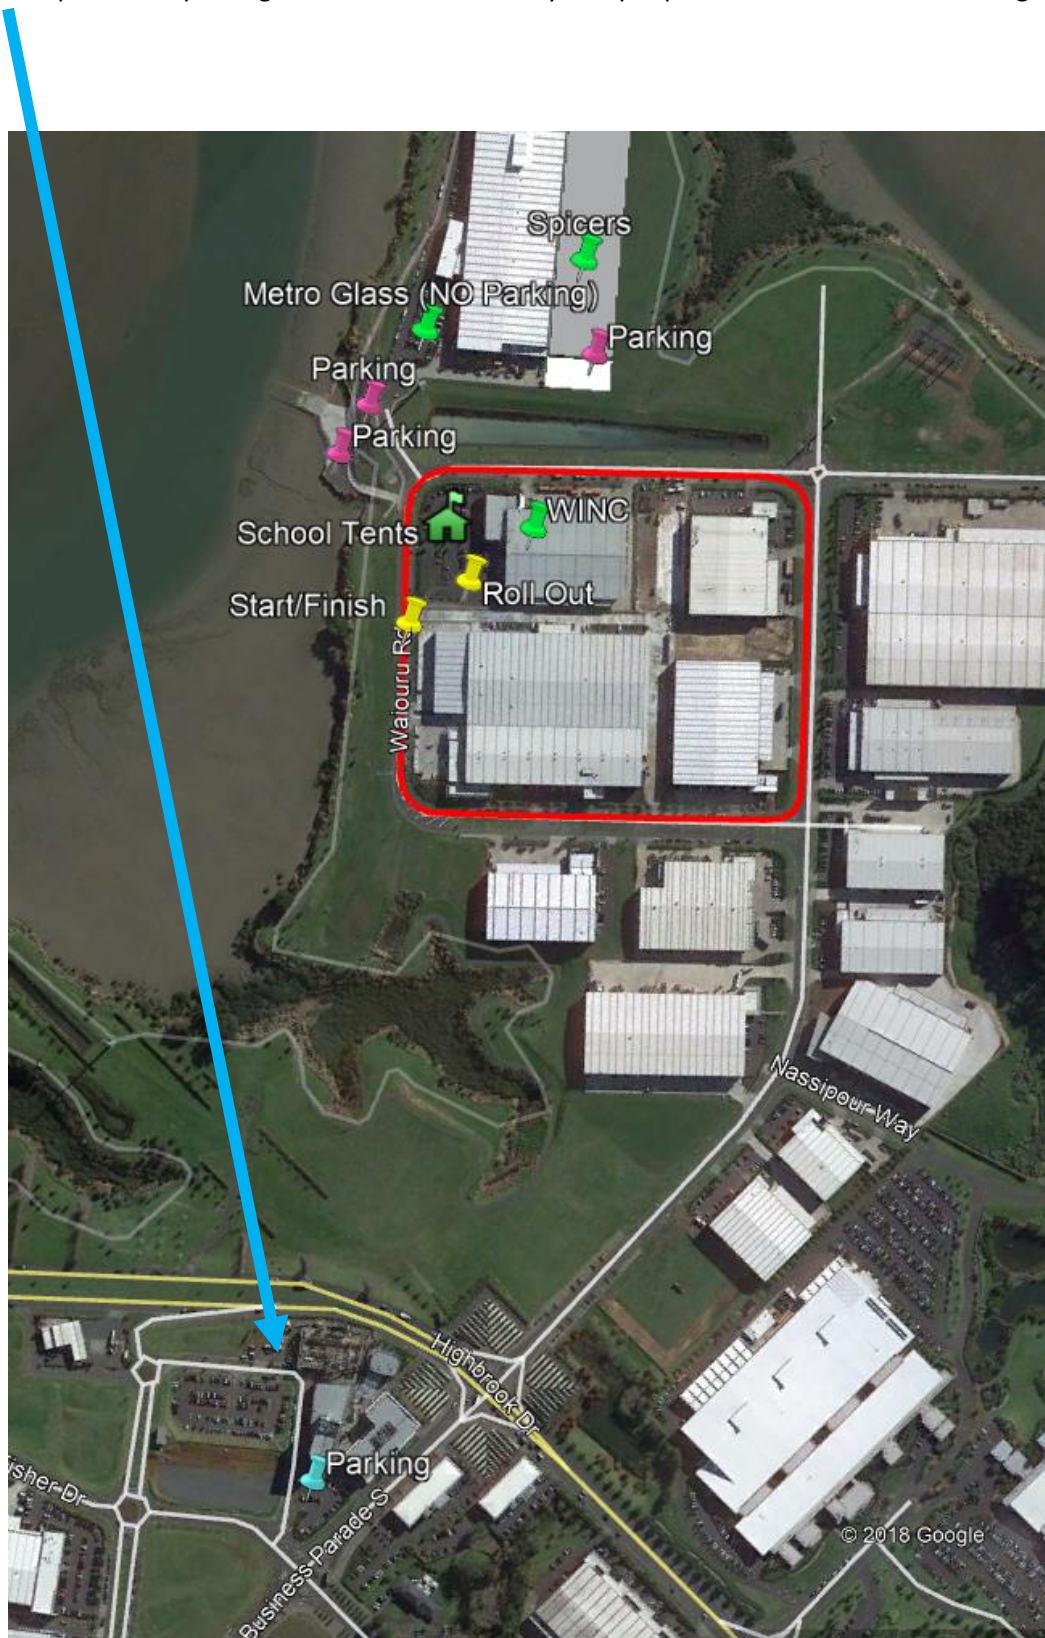 Spicers
Metro Glass (NO Parking)
Parking
Parking
Parking
WINC
School Tents
Roll Out
Start/Finish
Waiouru R
Nassipour Way
Highbrook Dr
Parking
isher Dr
Business Parade S
© 2018 Google